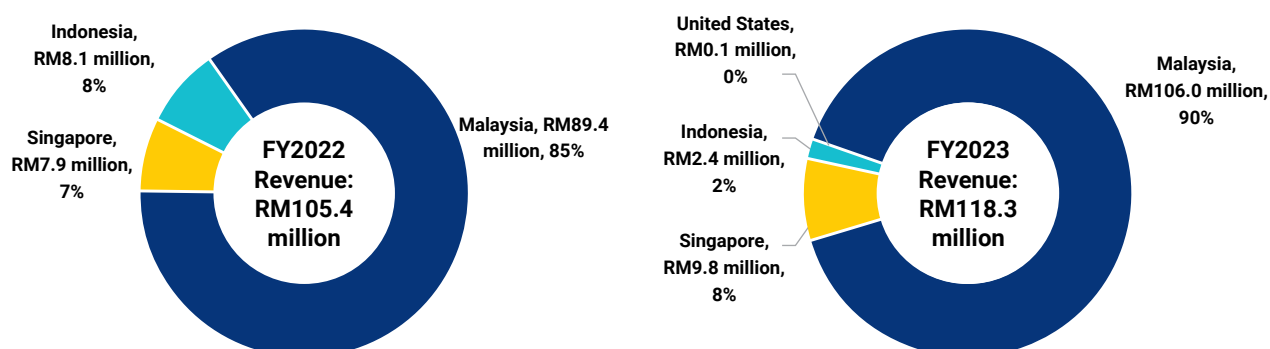 Indonesia,
RM8.1 million,
8%
Singapore,
RM7.9 million,
7%
FY2022
Revenue:
RM105.4
million
Malaysia, RM89.4
million, 85%
United States,
RM0.1 million,
0%
Indonesia,
RM2.4 million,
2%
Singapore,
RM9.8 million,
8%
FY2023
Revenue:
RM118.3
million
Malaysia,
RM106.0 million,
90%